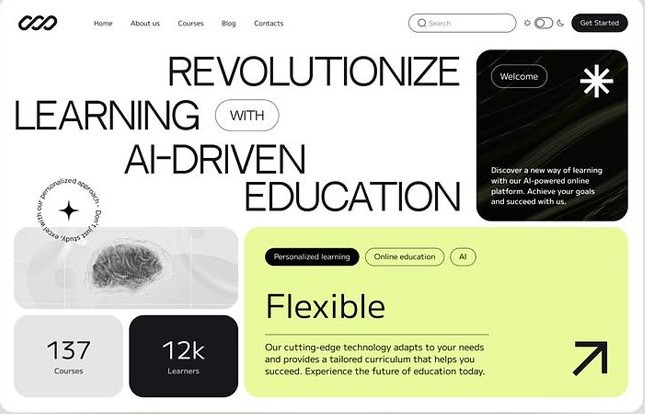 Home
About us
Courses
Blog
Contacts
Search
Get Started
REVOLUTIONIZE
LEARNING WITH
AI-DRIVEN
EDUCATION
Welcome
Discover a new way of learning
with our AI-powered online
platform. Achieve your goals
and succeed with us.
Don't just study, excel with our personalized approach ·
137
Courses
12k
Learners
Personalized learning
Online education
AI
Flexible
Our cutting-edge technology adapts to your needs
and provides a tailored curriculum that helps you
succeed. Experience the future of education today.